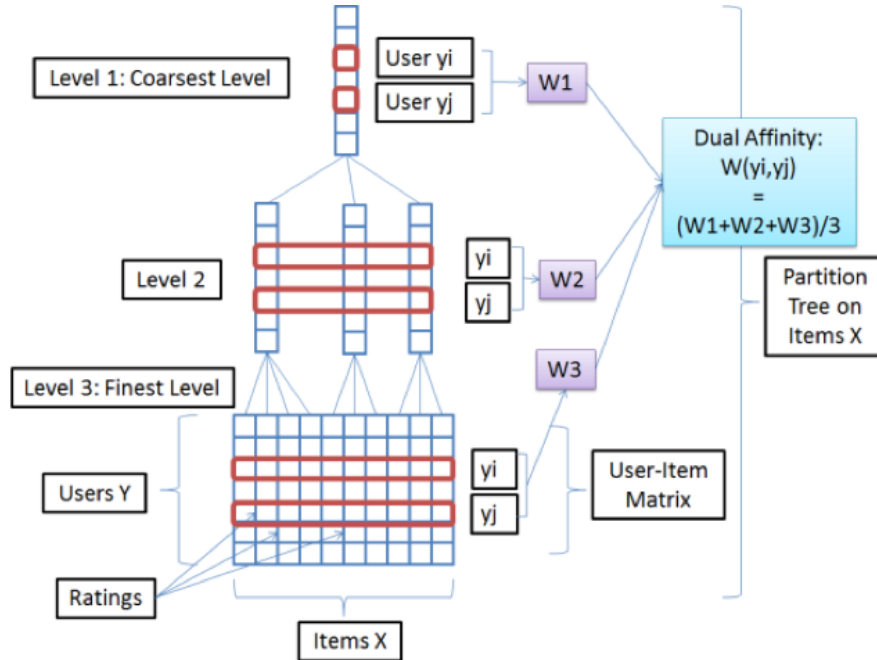 Level 1: Coarsest Level
User yi
User yj
W1
Dual Affinity:
W(yi,yj)
=
(W1+W2+W3)/3
Level 2
yi
yj
W2
Partition
Tree on
Items X
Level 3: Finest Level
W3
Users Y
yi
yj
User-Item
Matrix
Ratings
Items X